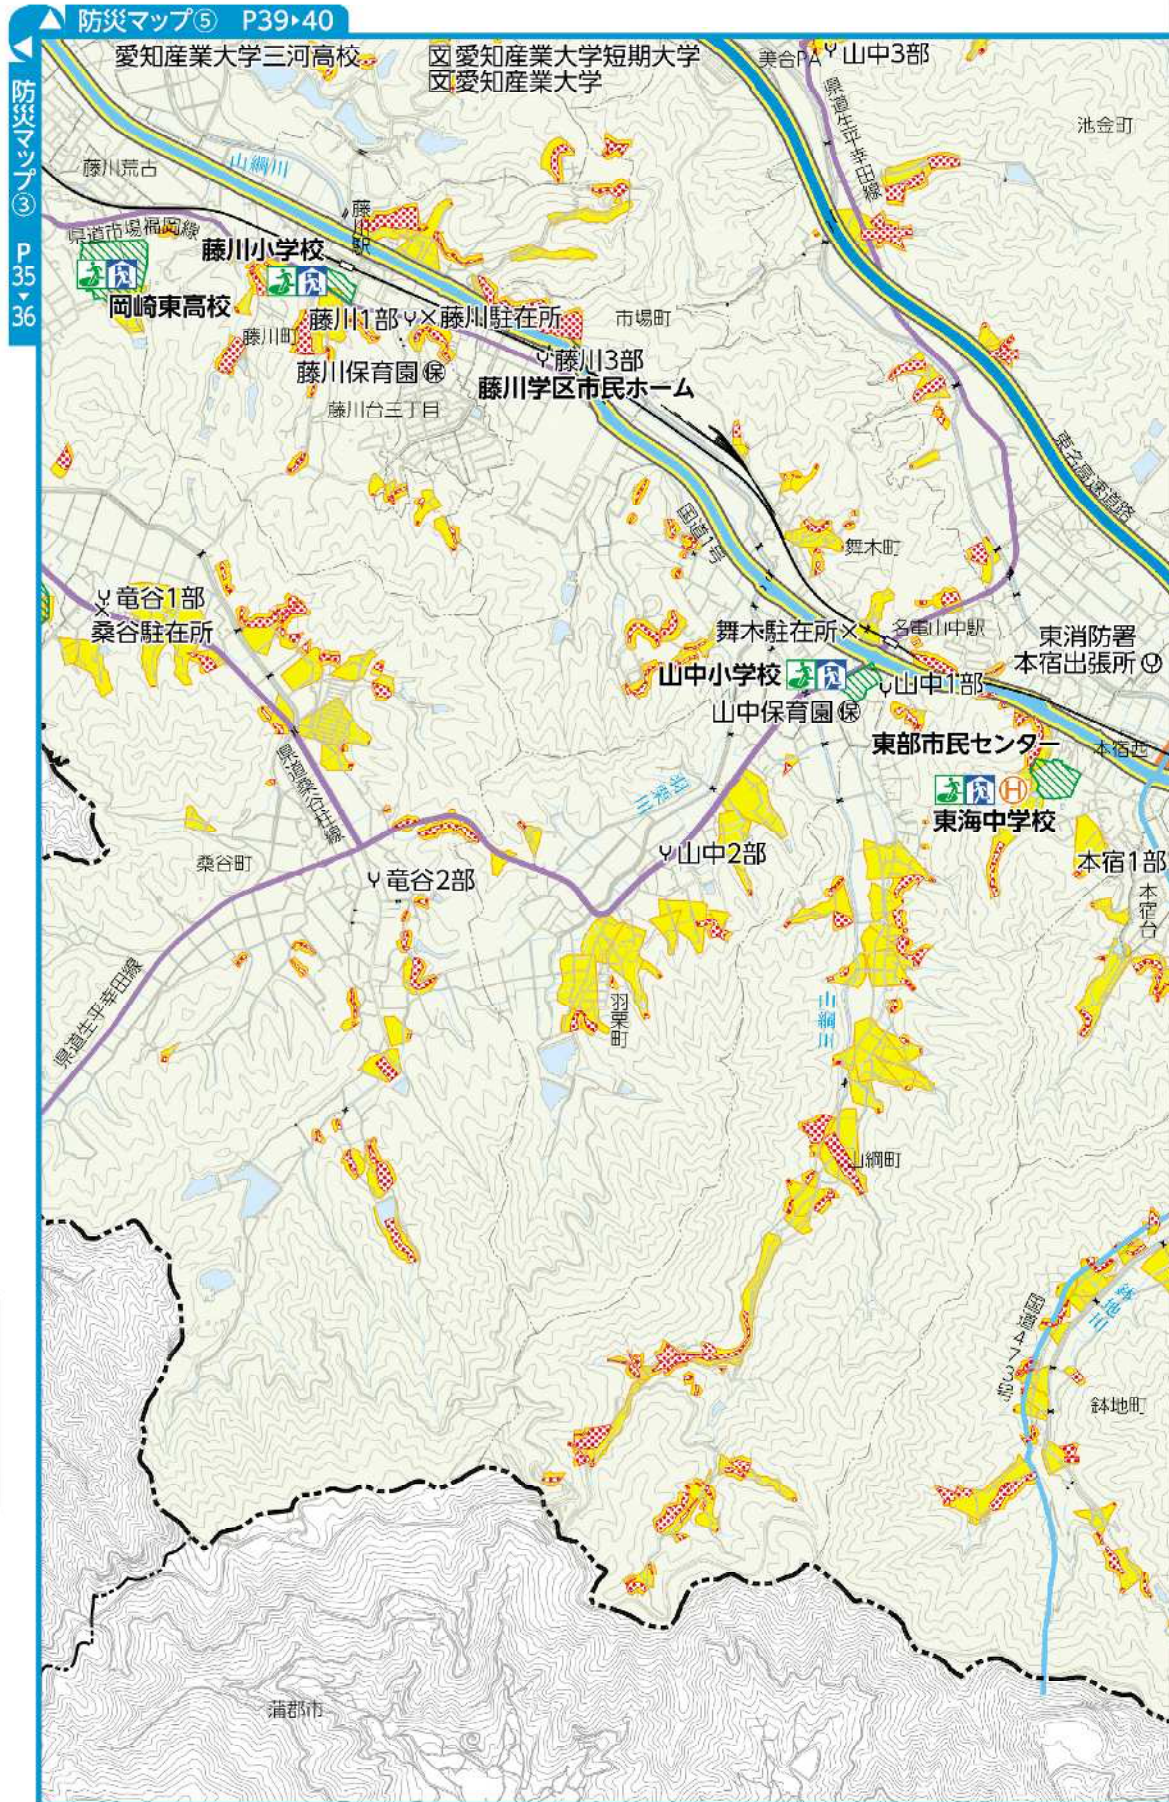 防災マップ⑤ P39▸40
防災マップ③ P35▾36
愛知産業大学三河高校
文愛知産業大学短期大学
文愛知産業大学
美合PA
山中3部
県道生平幸田線
池金町
藤川荒古
山綱川
藤川駅
県道市場福岡線
藤川小学校
岡崎東高校
藤川町
藤川1部
藤川駐在所
市場町
藤川保育園 保
藤川3部
藤川学区市民ホーム
藤川台三丁目
東名高速道路
国道1号
舞木町
竜谷1部
桑谷駐在所
舞木駐在所
名電山中駅
東消防署
本宿出張所
山中小学校
山中1部
山中保育園 保
東部市民センター
本宿西
県道桑谷柱線
羽栗川
H
東海中学校
桑谷町
竜谷2部
山中2部
本宿1部
本宿台
県道生平幸田線
羽栗町
山綱川
山綱町
国道473号
鉢地川
鉢地町
蒲郡市